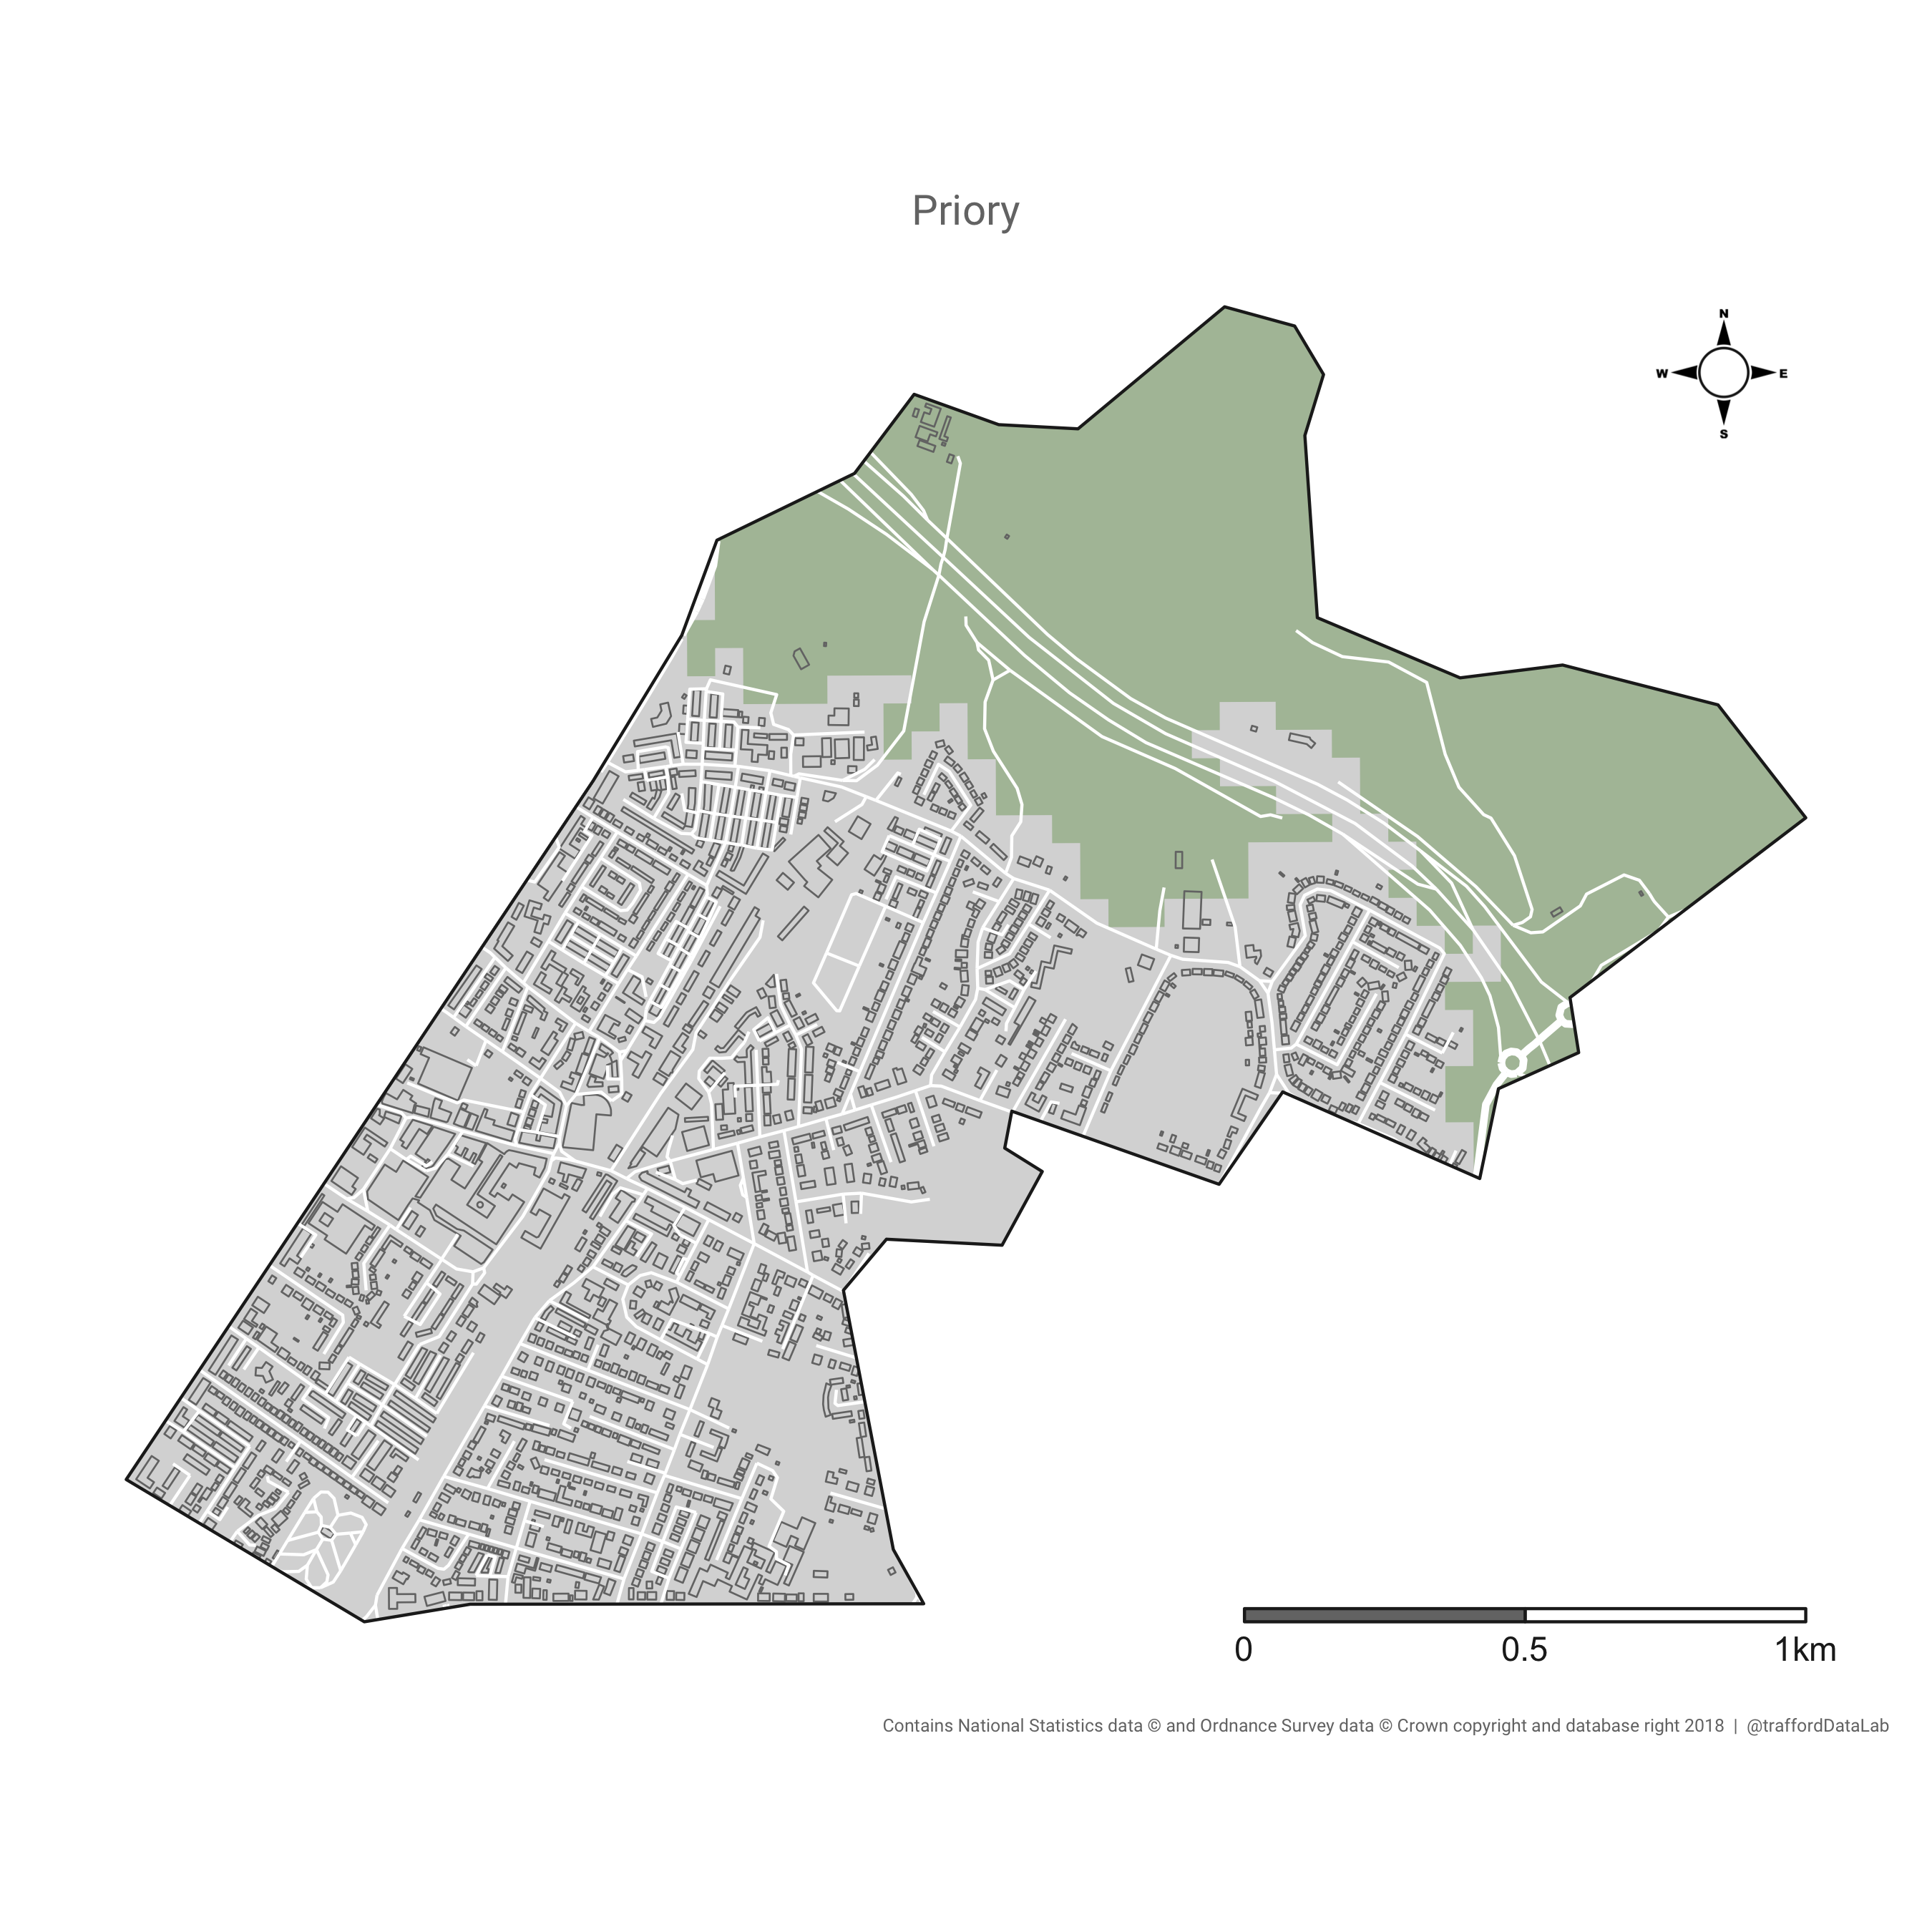 Priory
N
W E
S
0 0.5 1km
Contains National Statistics data © and Ordnance Survey data © Crown copyright and database right 2018 | @traffordDataLab